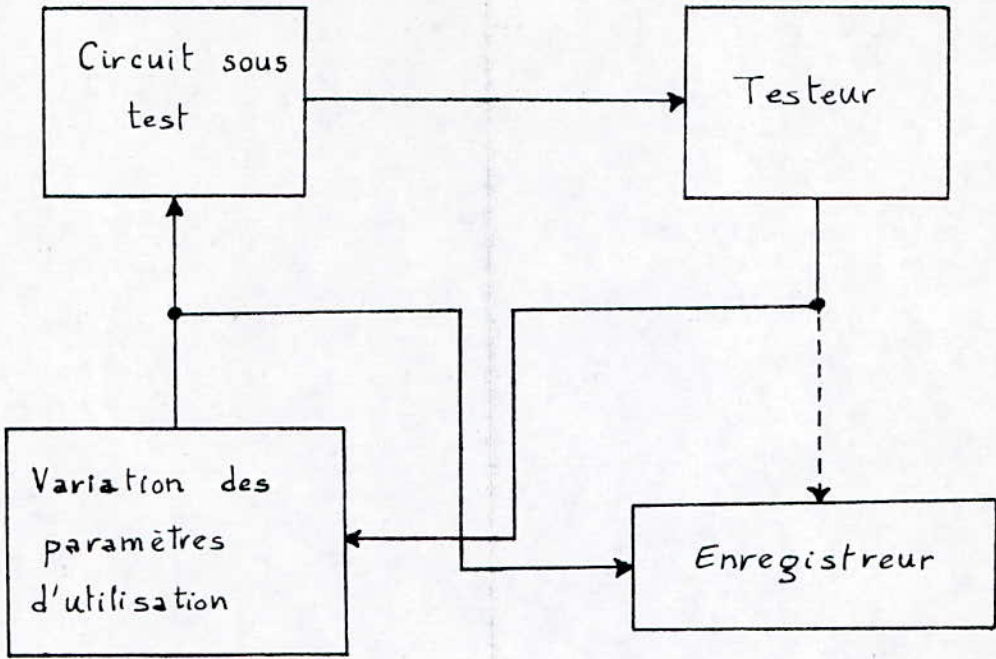 Circuit sous
test
Testeur
Variation des
paramètres
d'utilisation
Enregistreur